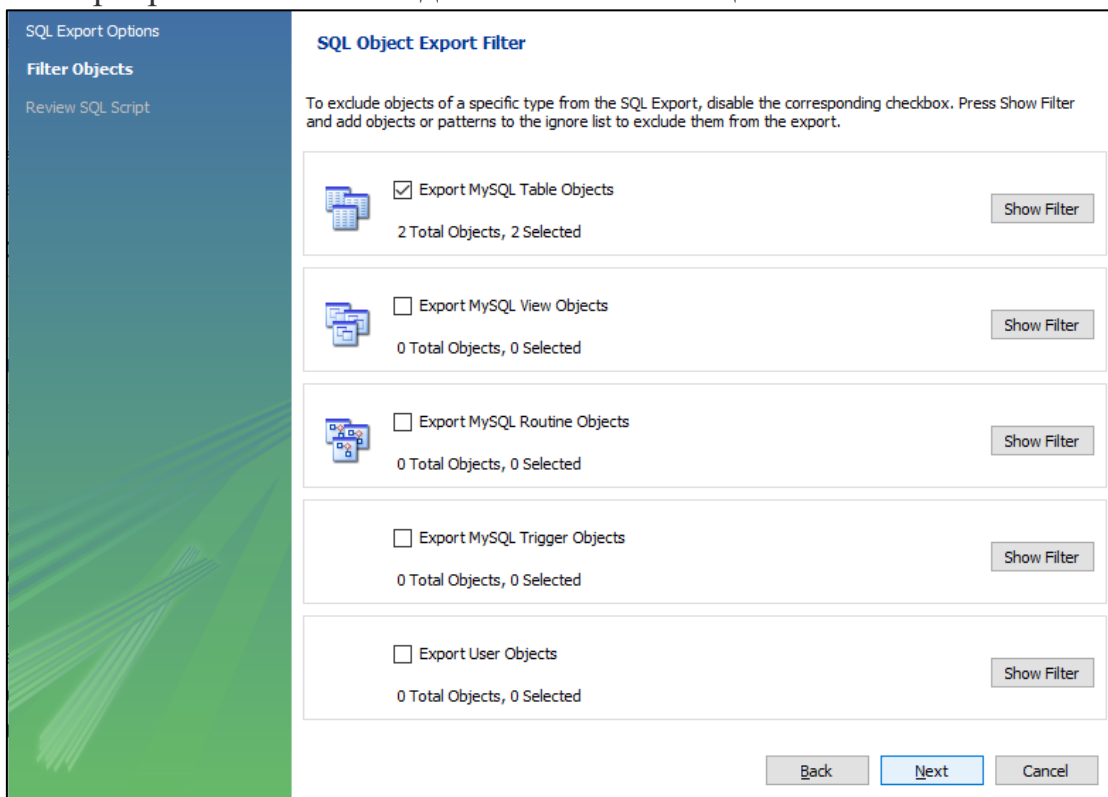 SQL Export Options
Filter Objects
Review SQL Script
SQL Object Export Filter
To exclude objects of a specific type from the SQL Export, disable the corresponding checkbox. Press Show Filter
and add objects or patterns to the ignore list to exclude them from the export.
Export MySQL Table Objects
2 Total Objects, 2 Selected
Show Filter
Export MySQL View Objects
0 Total Objects, 0 Selected
Show Filter
Export MySQL Routine Objects
0 Total Objects, 0 Selected
Show Filter
Export MySQL Trigger Objects
0 Total Objects, 0 Selected
Show Filter
Export User Objects
0 Total Objects, 0 Selected
Show Filter
Back
Next
Cancel